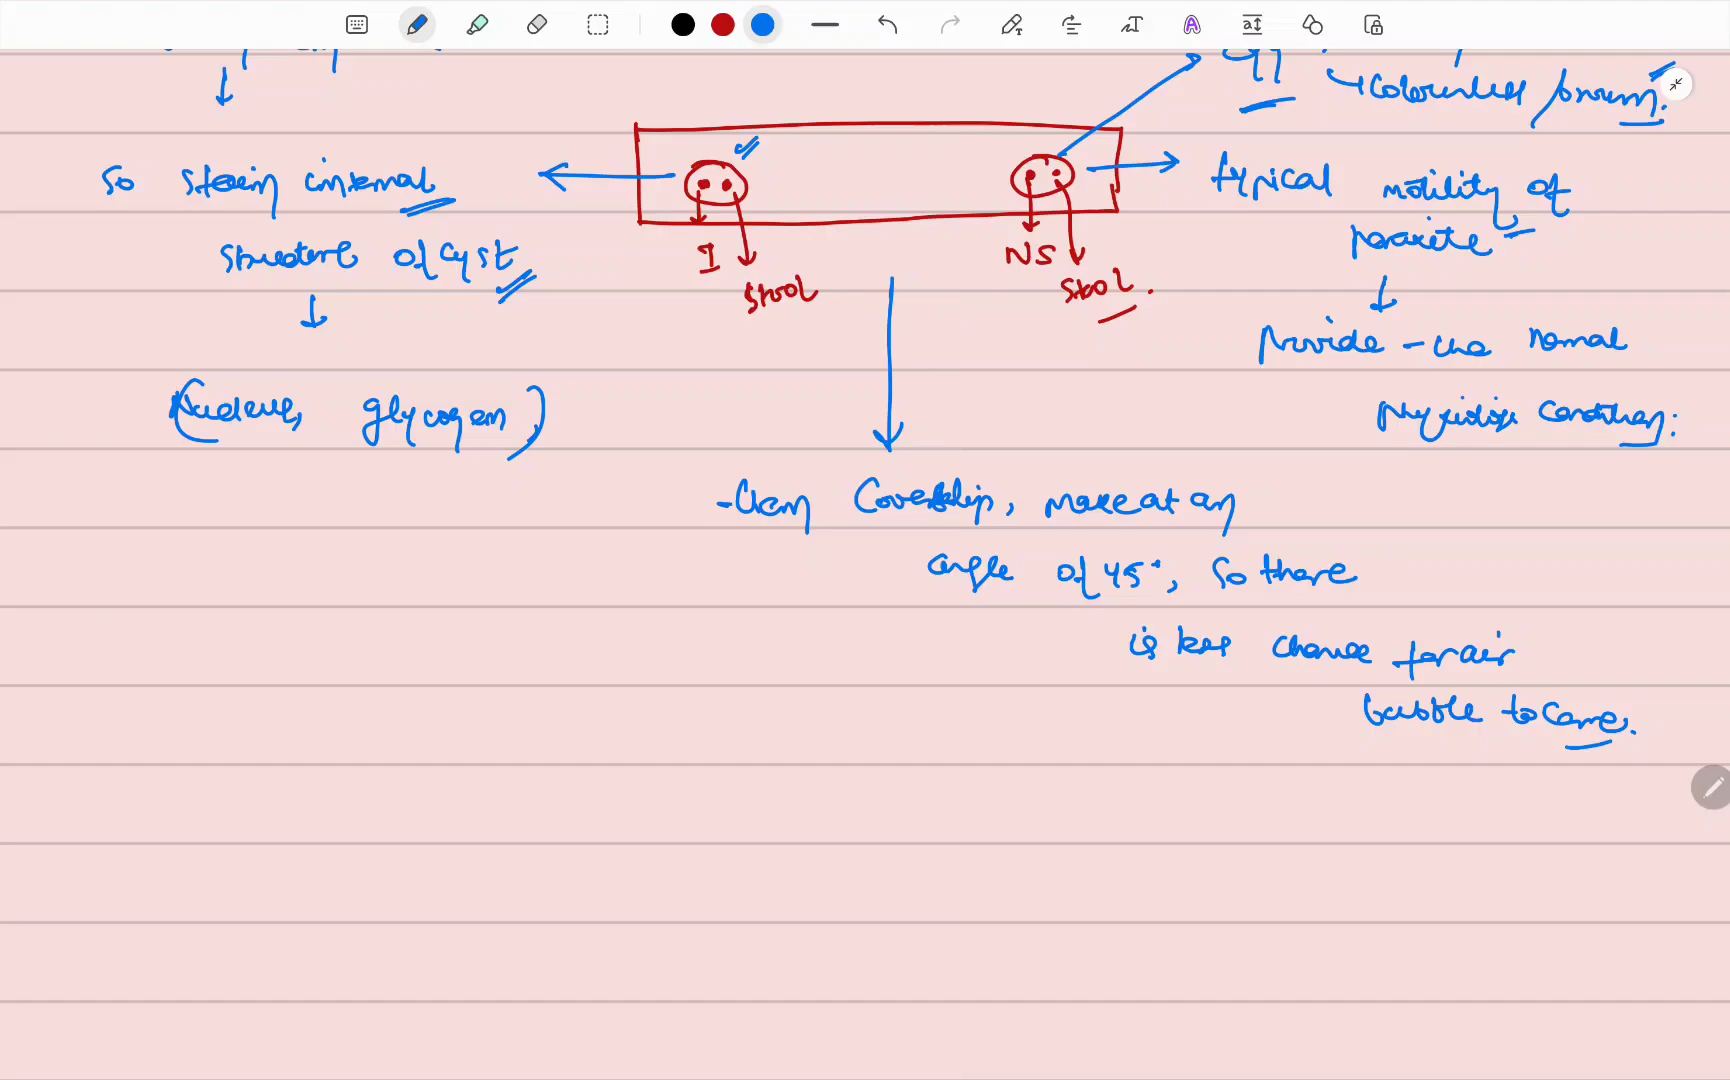 colourless / brown.
So stain internal
structure of cyst
(Nucleus, glycogen)
I
stool
NS
stool.
typical motility of
parasite
Provide the normal
physiologic condition.
Clean Coverslip, make at an
angle of 45°, so there
is less chance for air
bubble to come.